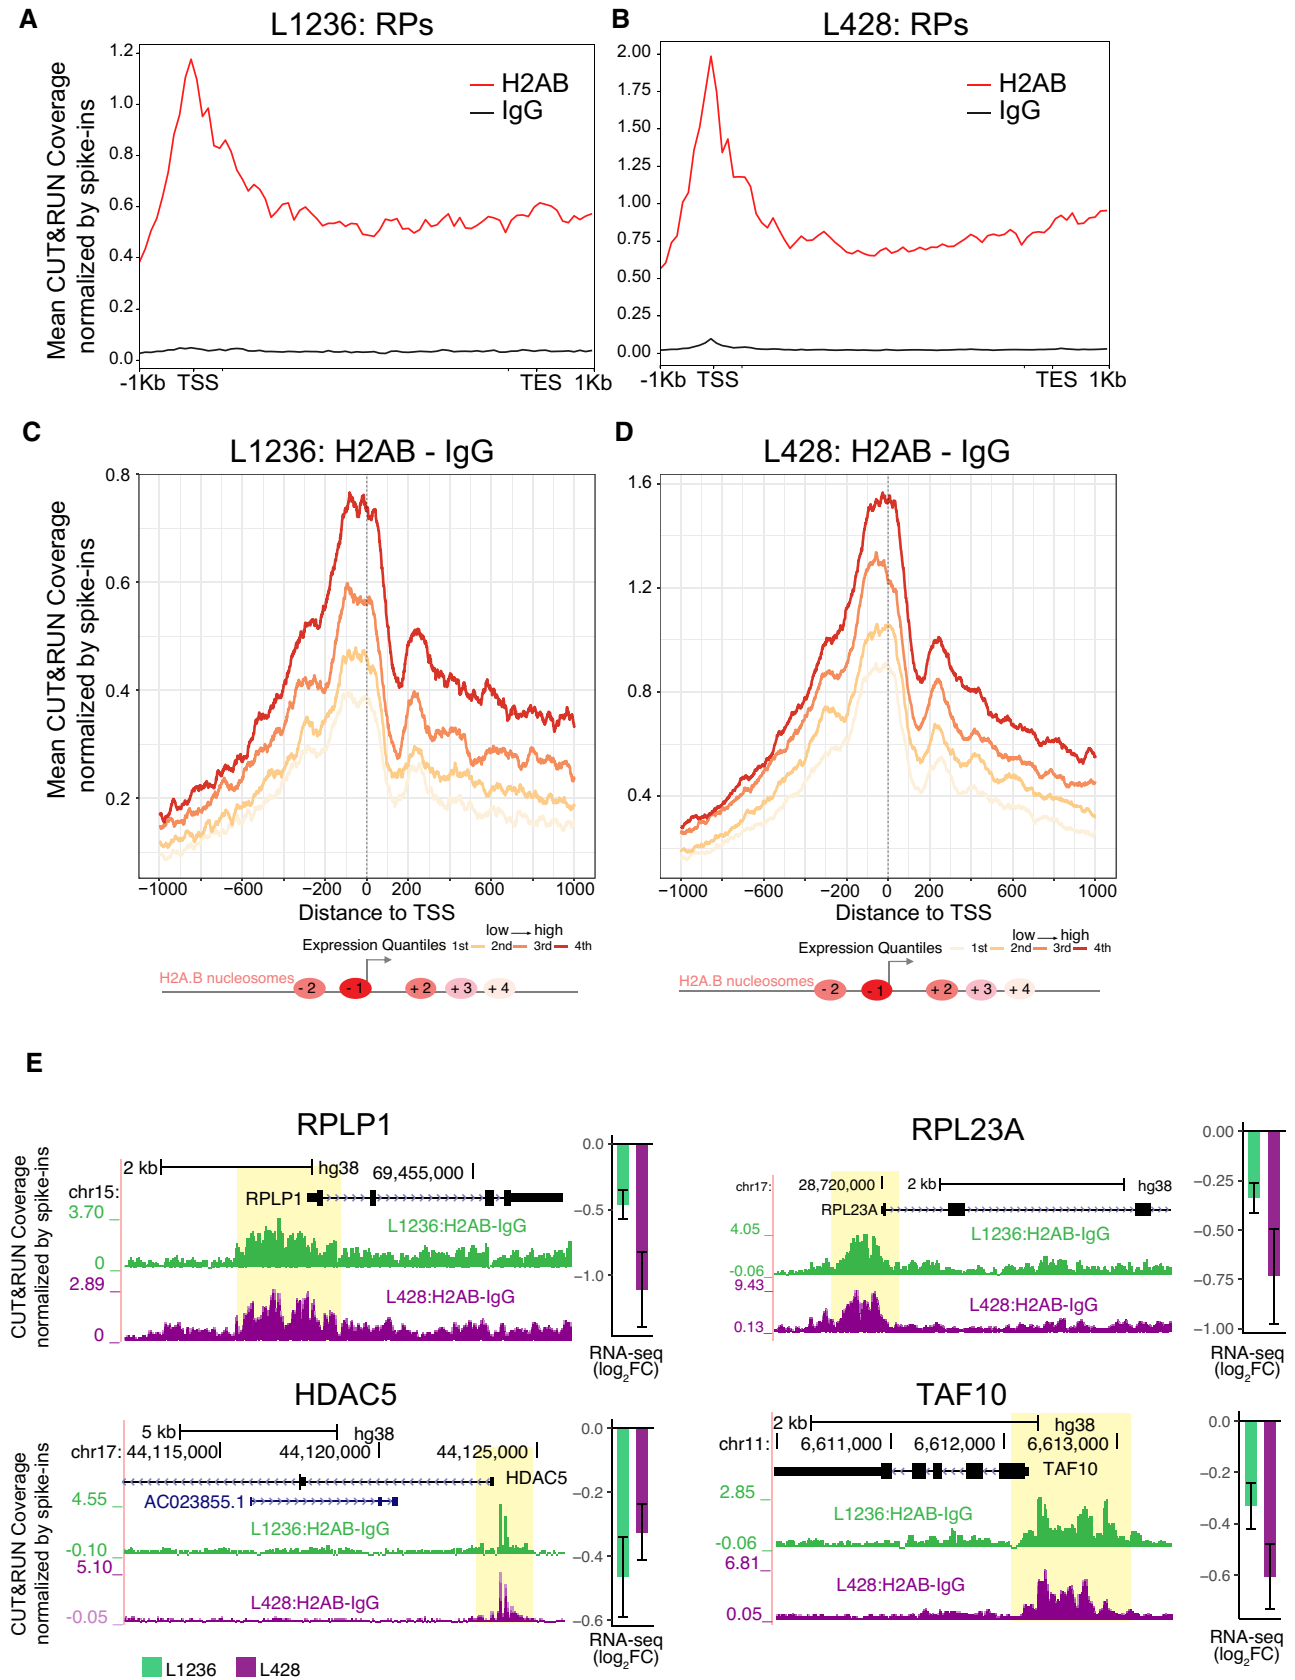 A
L1236: RPs
Mean CUT&RUN Coverage
normalized by spike-ins
1.2
1.0
0.8
0.6
0.4
0.2
0.0
H2AB
IgG
-1Kb TSS TES 1Kb
B
L428: RPs
2.00
1.75
1.50
1.25
1.00
0.75
0.50
0.25
0.00
H2AB
IgG
-1Kb TSS TES 1Kb
C
L1236: H2AB - IgG
Mean CUT&RUN Coverage
normalized by spike-ins
0.8
0.6
0.4
0.2
−1000 −600 −200 0 200 600 1000
Distance to TSS
low → high
Expression Quantiles 1st 2nd 3rd 4th
H2A.B nucleosomes
- 2 - 1 + 2 + 3 + 4
D
L428: H2AB - IgG
1.6
1.2
0.8
0.4
−1000 −600 −200 0 200 600 1000
Distance to TSS
low → high
Expression Quantiles 1st 2nd 3rd 4th
H2A.B nucleosomes
- 2 - 1 + 2 + 3 + 4
E
CUT&RUN Coverage
normalized by spike-ins
RPLP1
2 kb hg38
69,455,000
chr15:
RPLP1
3.70
L1236:H2AB-IgG
0
2.89
L428:H2AB-IgG
0
0.0
−0.5
−1.0
RNA-seq
(log2FC)
RPL23A
28,720,000 2 kb hg38
chr17:
RPL23A
4.05
L1236:H2AB-IgG
-0.06
9.43
L428:H2AB-IgG
0.13
0.00
−0.25
−0.50
−0.75
−1.00
RNA-seq
(log2FC)
CUT&RUN Coverage
normalized by spike-ins
HDAC5
5 kb hg38
chr17: 44,115,000 44,120,000 44,125,000
HDAC5
AC023855.1
4.55
L1236:H2AB-IgG
-0.10
5.10
L428:H2AB-IgG
-0.05
0.0
−0.2
−0.4
−0.6
RNA-seq
(log2FC)
TAF10
2 kb hg38
chr11: 6,611,000 6,612,000 6,613,000
TAF10
2.85
L1236:H2AB-IgG
-0.06
6.81
L428:H2AB-IgG
0.05
0.0
−0.2
−0.4
−0.6
RNA-seq
(log2FC)
L1236 L428